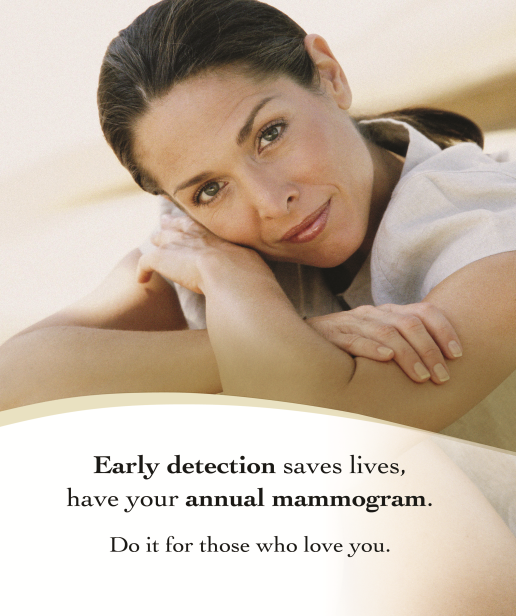 Early detection saves lives,
have your annual mammogram.
Do it for those who love you.